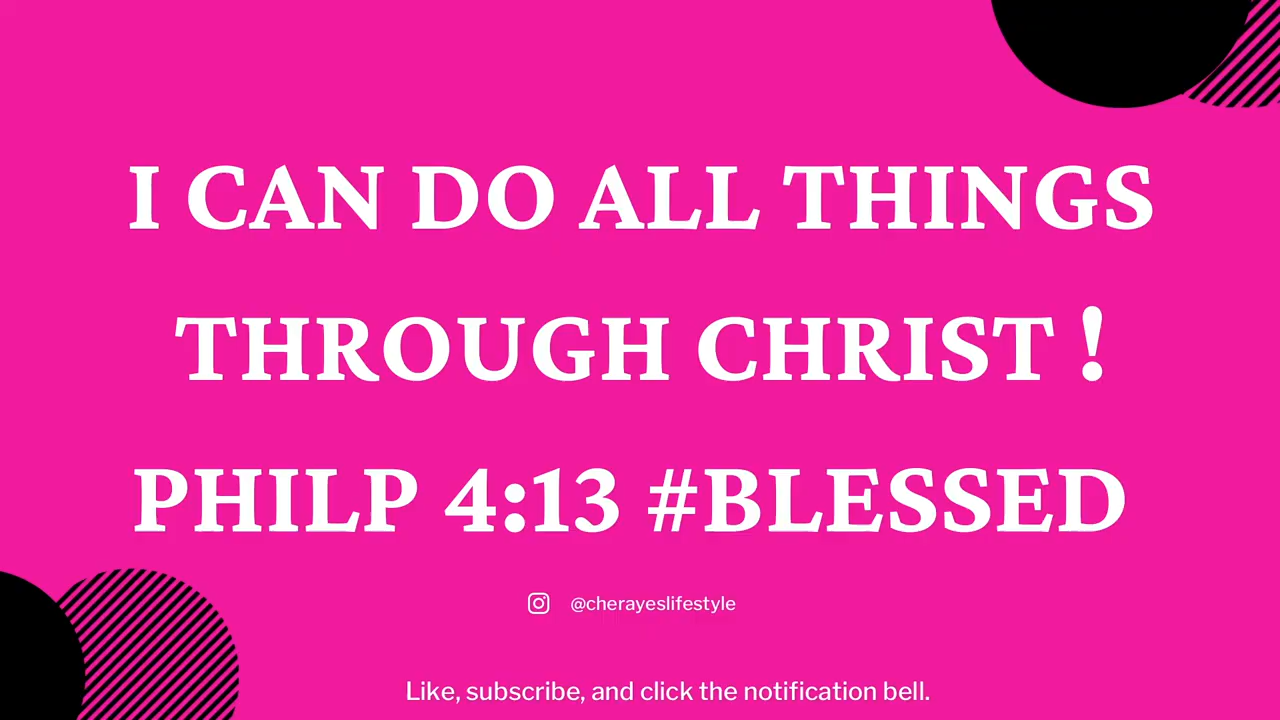 I CAN DO ALL THINGS
THROUGH CHRIST !
PHILP 4:13 #BLESSED
@cherayeslifestyle
Like, subscribe, and click the notification bell.